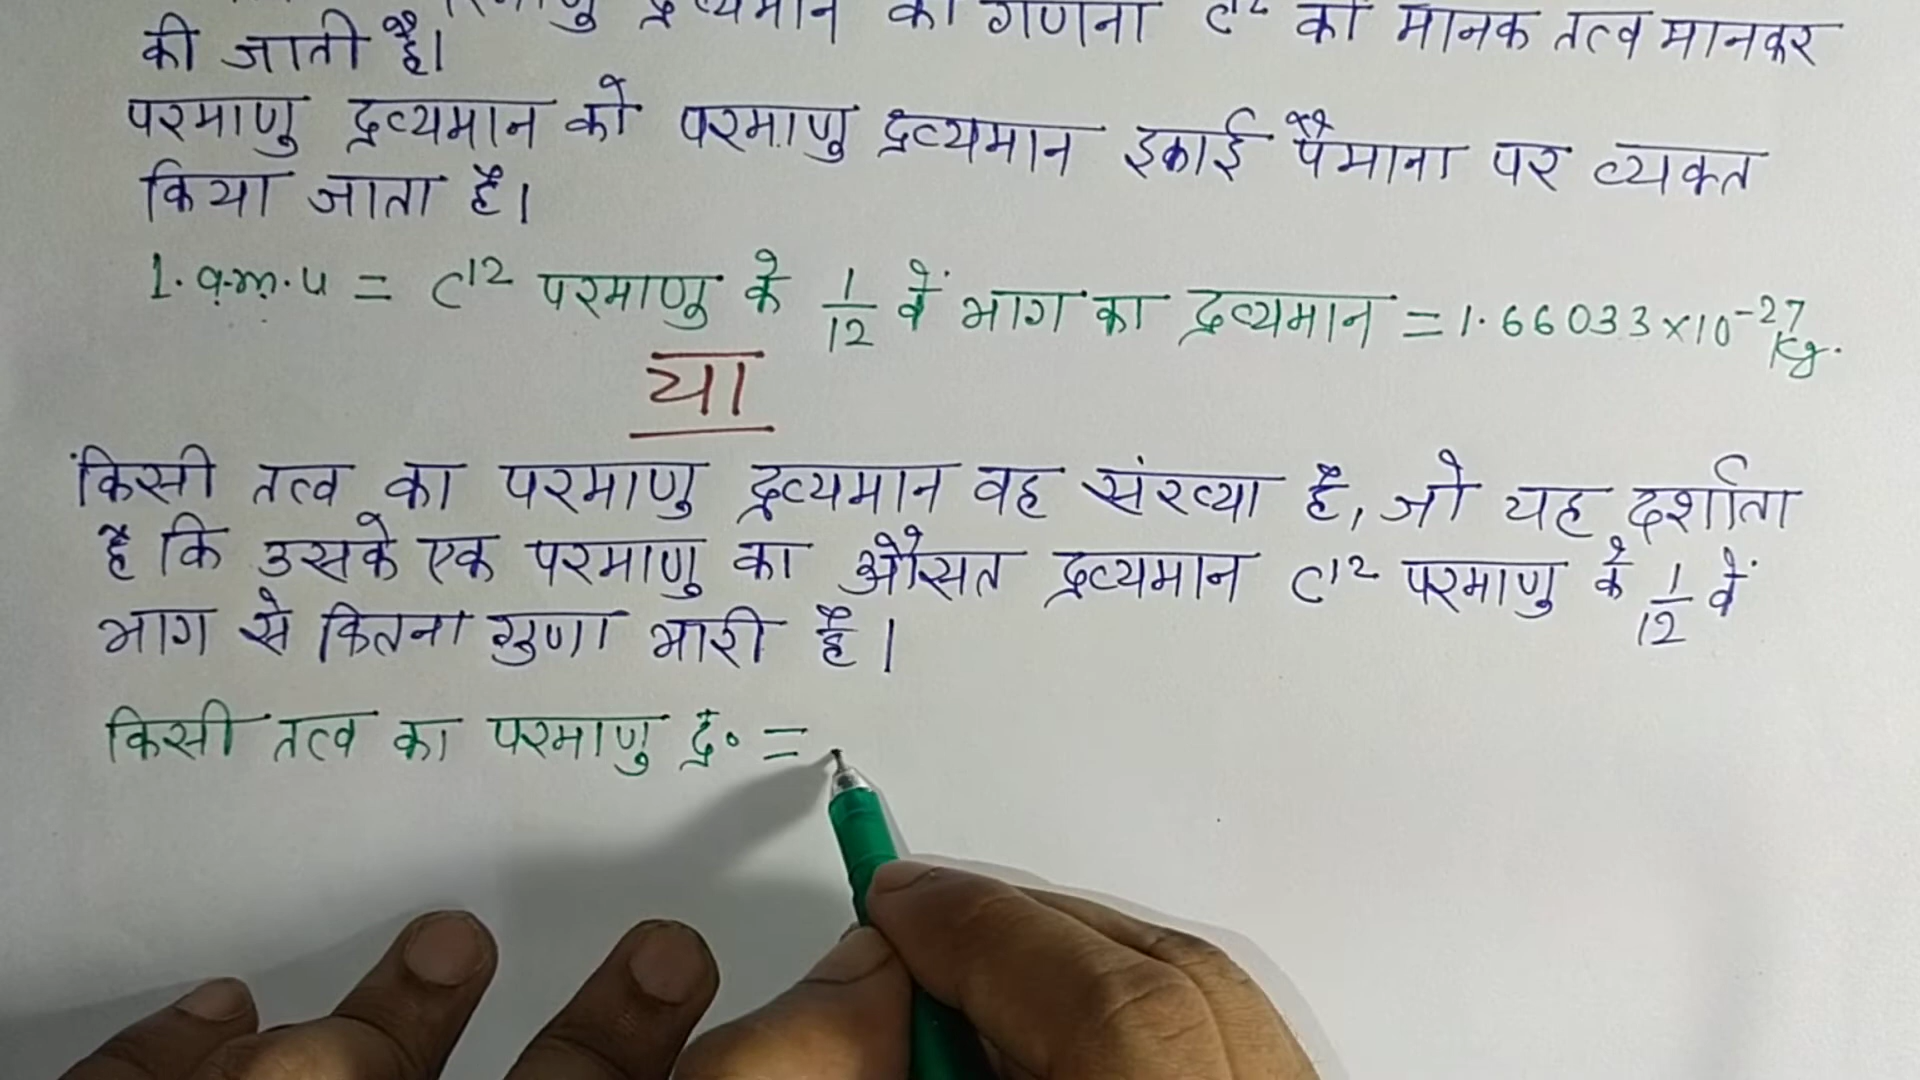 द्रव्यमान की गणना C¹² को मानक तत्व मानकर
की जाती है।
परमाणु द्रव्यमान को परमाणु द्रव्यमान इकाई पैमाना पर व्यक्त
किया जाता है।
1. a.m.u = C¹² परमाणु के 1/12 वें भाग का द्रव्यमान = 1.66033×10⁻²⁷ kg.
या
किसी तत्व का परमाणु द्रव्यमान वह संख्या है, जो यह दर्शाता
है कि उसके एक परमाणु का औसत द्रव्यमान C¹² परमाणु के 1/12 वें
भाग से कितना गुणा भारी है।
किसी तत्व का परमाणु द्र॰ =